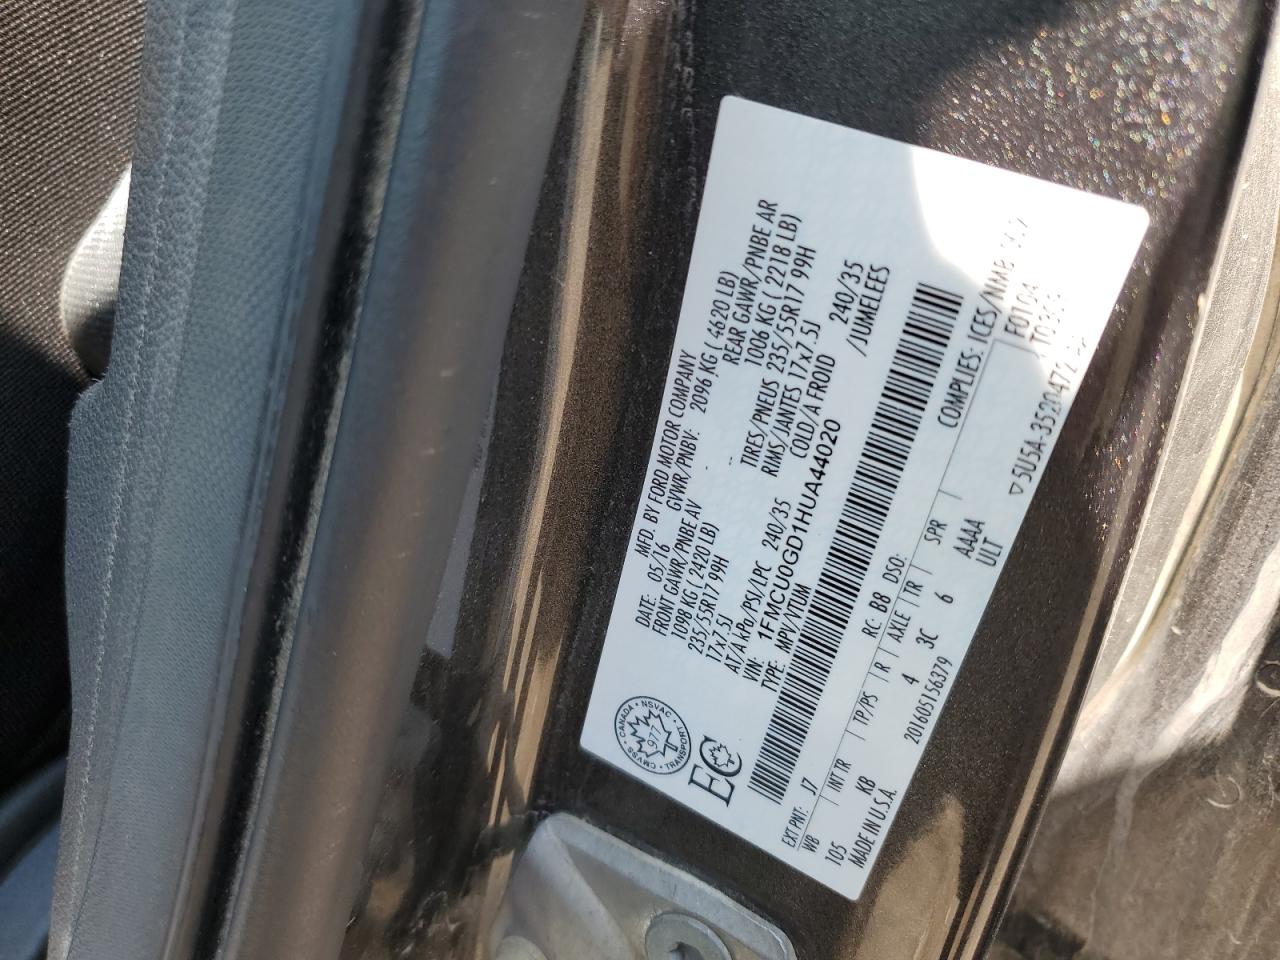 MFD. BY FORD MOTOR COMPANY
DATE: 05/16 GVWR/PNBV: 2096 KG ( 4620 LB)
FRONT GAWR/PNBE AV REAR GAWR/PNBE AR
1098 KG ( 2420 LB) 1006 KG ( 2218 LB)
235/55R17 99H TIRES/PNEUS 235/55R17 99H
17x7.5J RIMS/JANTES 17x7.5J
AT/À kPa/PSI/LPC 240/35 COLD/A FROID 240/35
VIN: 1FMCU0GD1HUA44020 /JUMELEES
TYPE: MPV/VTUM
CANADA • NSVAC • TRANSPORT • CMVSS
977
EC
COMPLIES: ICES/NMB
EXT PNT: J7 RC: B8 DSO:
WB INT TR TP/PS R AXLE TR SPR
105 KB 4 3C 6 AAAA
MADE IN U.S.A. 201605156379 ULT